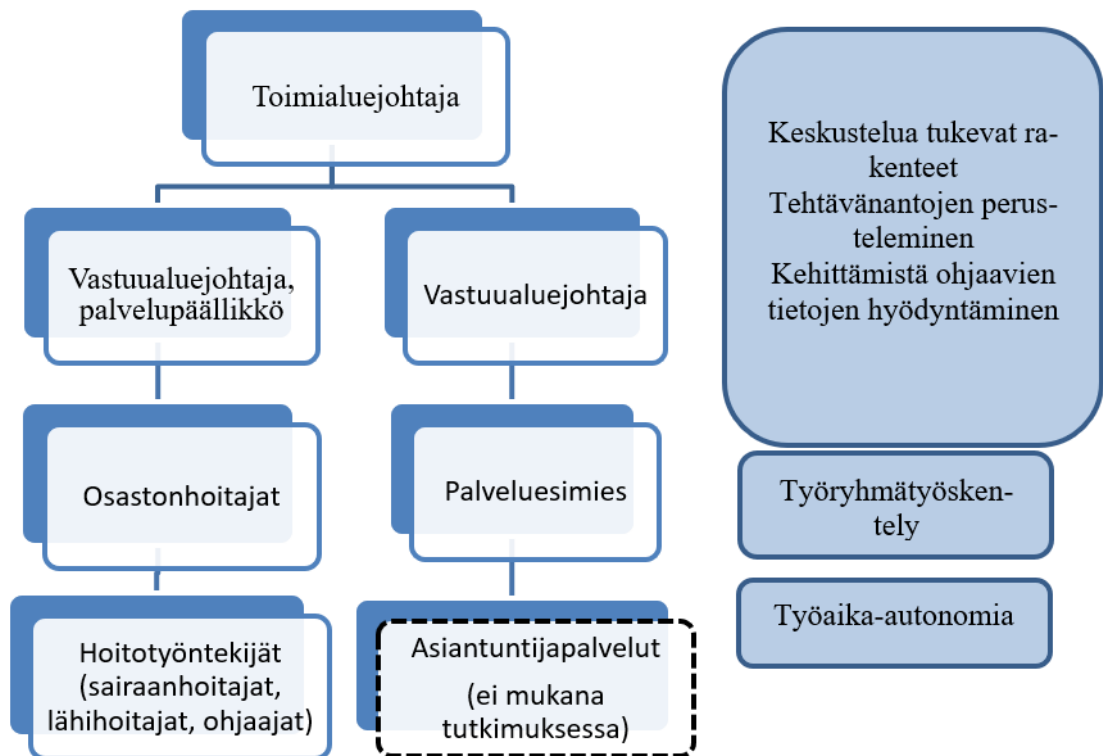 Toimialuejohtaja
Vastuualuejohtaja,
palvelupäällikkö
Vastuualuejohtaja
Osastonhoitajat
Palveluesimies
Hoitotyöntekijät
(sairaanhoitajat,
lähihoitajat, ohjaajat)
Asiantuntijapalvelut
(ei mukana
tutkimuksessa)
Keskustelua tukevat ra-
kenteet
Tehtävänantojen perus-
teleminen
Kehittämistä ohjaavien
tietojen hyödyntäminen
Työryhmätyösken-
tely
Työaika-autonomia